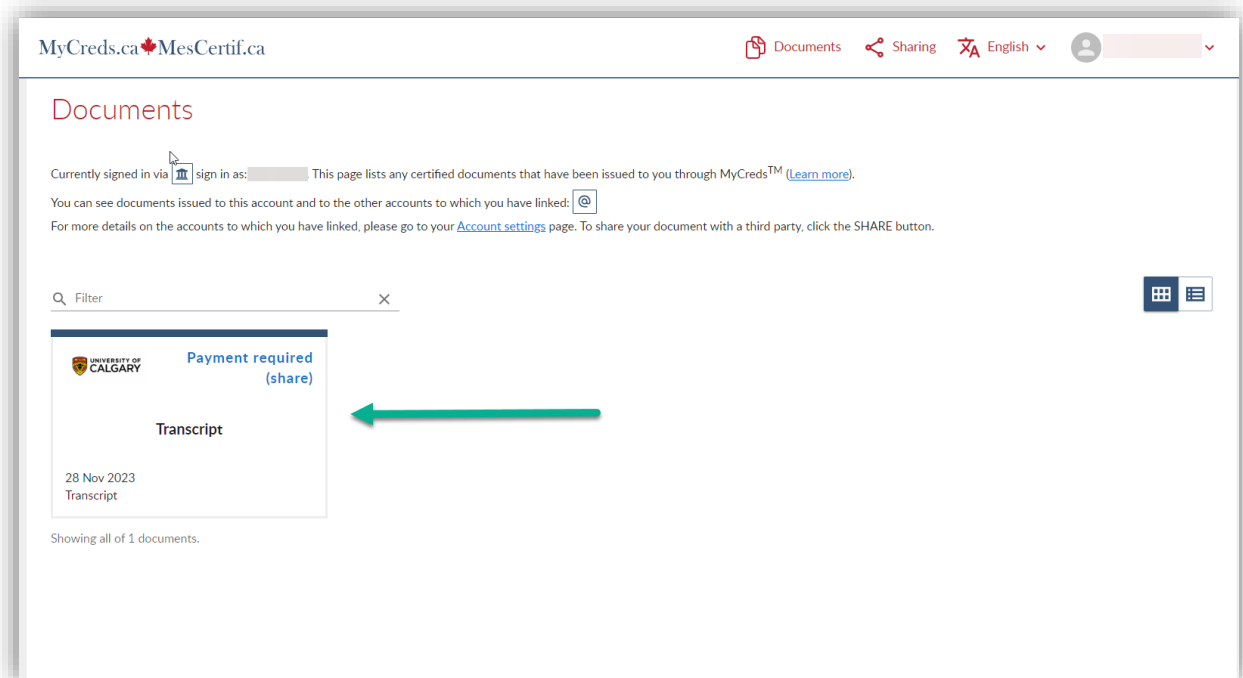 MyCreds.ca MesCertif.ca Documents Sharing English
Documents
Currently signed in via sign in as: This page lists any certified documents that have been issued to you through MyCreds™ (Learn more).
You can see documents issued to this account and to the other accounts to which you have linked: @
For more details on the accounts to which you have linked, please go to your Account settings page. To share your document with a third party, click the SHARE button.
Filter
UNIVERSITY OF
CALGARY
Payment required
(share)
Transcript
28 Nov 2023
Transcript
Showing all of 1 documents.